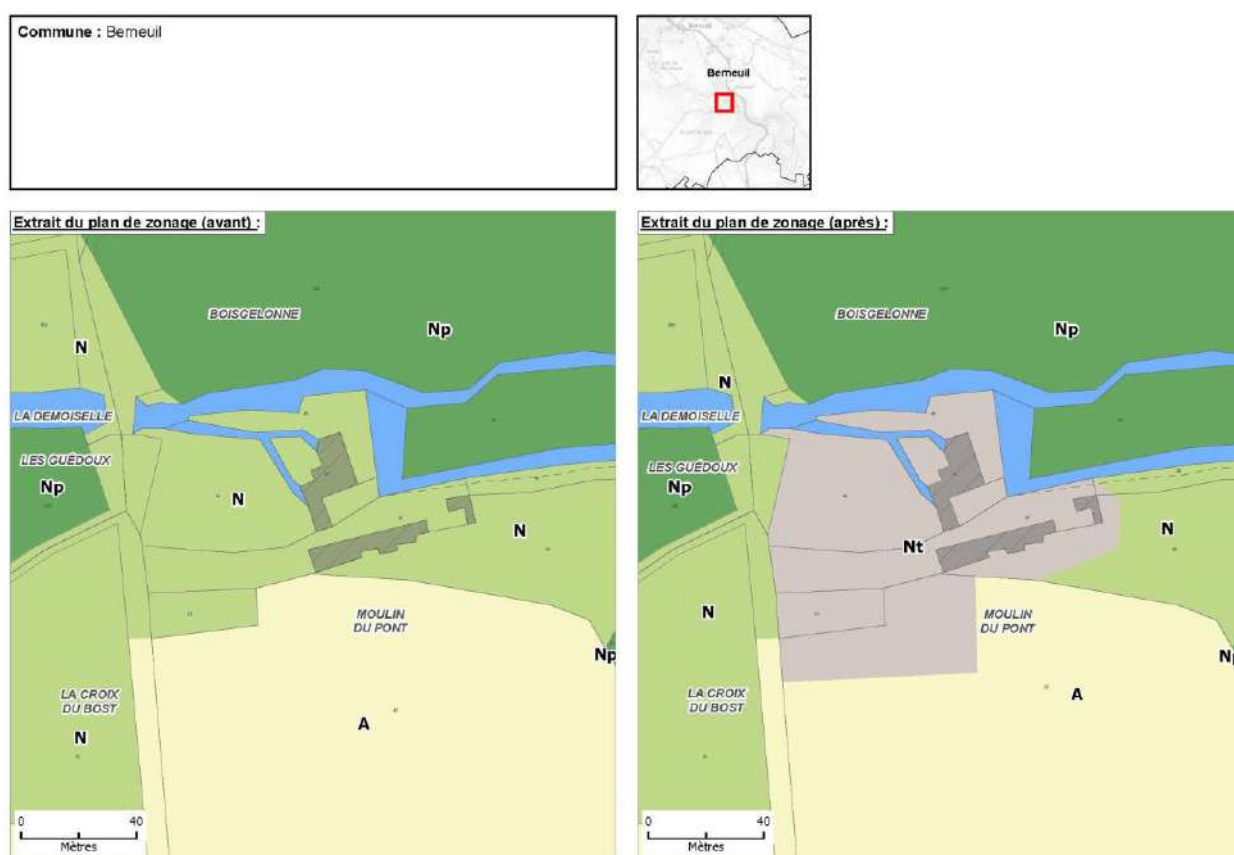 Commune : Berneuil
Berneuil
Extrait du plan de zonage (avant) :
BOISGELONNE
Np
N
LA DEMOISELLE
LES GUÉDOUX
Np
N
N
MOULIN
DU PONT
Np
LA CROIX
DU BOST
A
N
0 40
Mètres
Extrait du plan de zonage (après) :
BOISGELONNE
Np
N
LA DEMOISELLE
LES GUÉDOUX
Np
N
Nt
N
MOULIN
DU PONT
Np
LA CROIX
DU BOST
A
0 40
Mètres